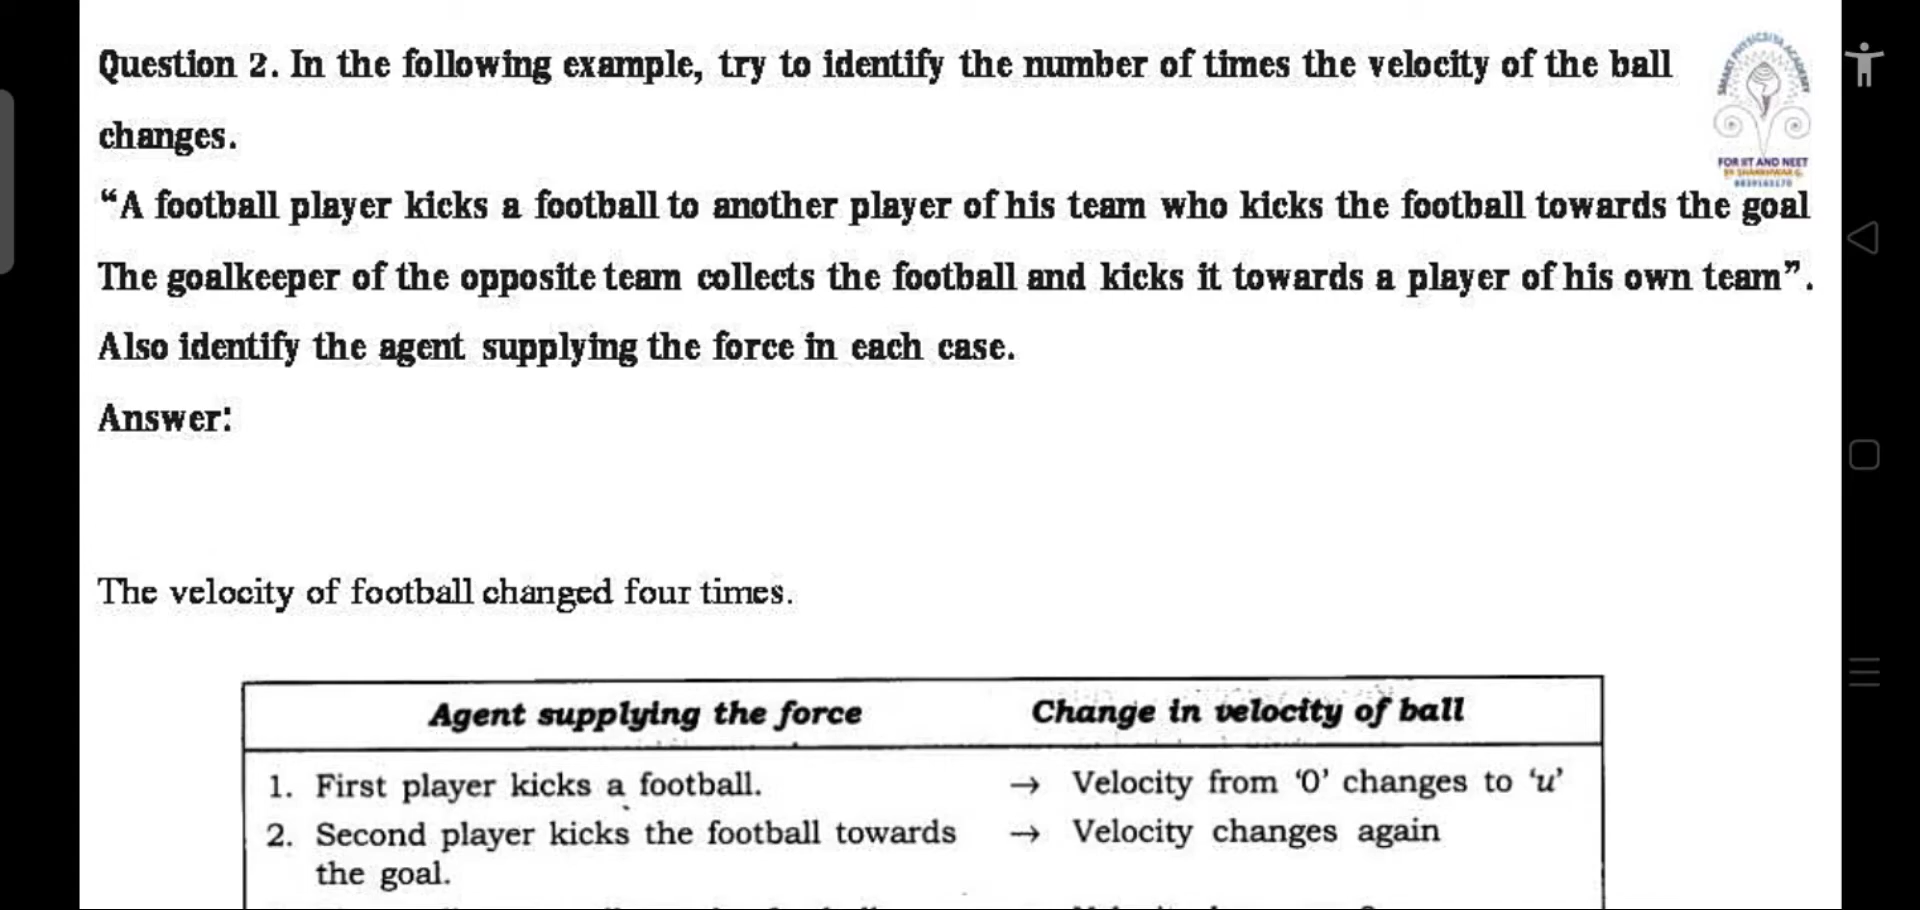 Question 2. In the following example, try to identify the number of times the velocity of the ball
changes.
“A football player kicks a football to another player of his team who kicks the football towards the goal
The goalkeeper of the opposite team collects the football and kicks it towards a player of his own team”.
Also identify the agent supplying the force in each case.
Answer:
The velocity of football changed four times.
Agent supplying the force Change in velocity of ball
1. First player kicks a football. → Velocity from ‘0’ changes to ‘u’
2. Second player kicks the football towards → Velocity changes again
the goal.
FOR IIT AND NEET